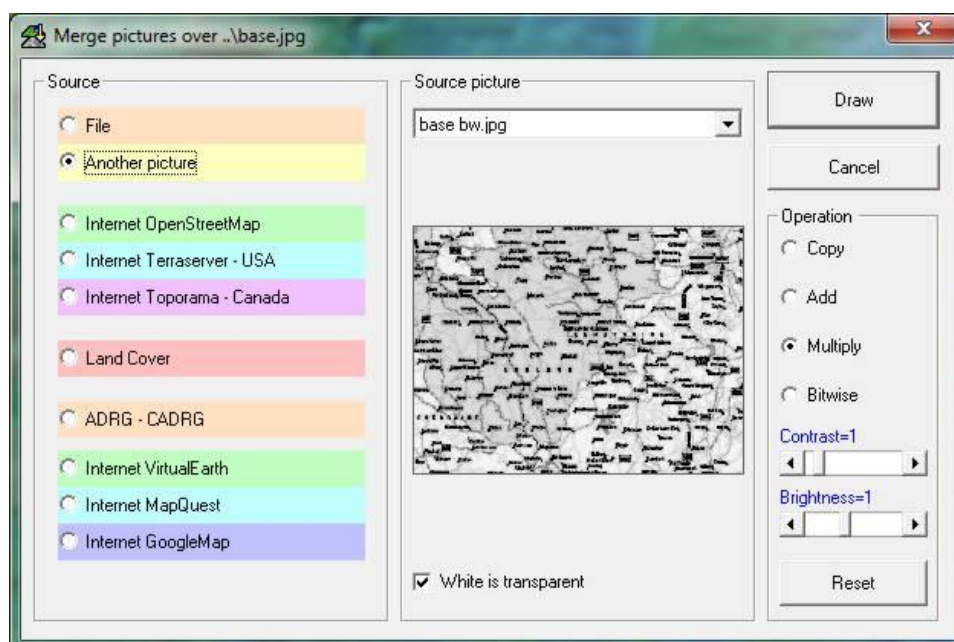 Merge pictures over ..\base.jpg
Source
File
Another picture
Internet OpenStreetMap
Internet Terraserver - USA
Internet Toporama - Canada
Land Cover
ADRG - CADRG
Internet VirtualEarth
Internet MapQuest
Internet GoogleMap
Source picture
base bw.jpg
White is transparent
Draw
Cancel
Operation
Copy
Add
Multiply
Bitwise
Contrast=1
Brightness=1
Reset